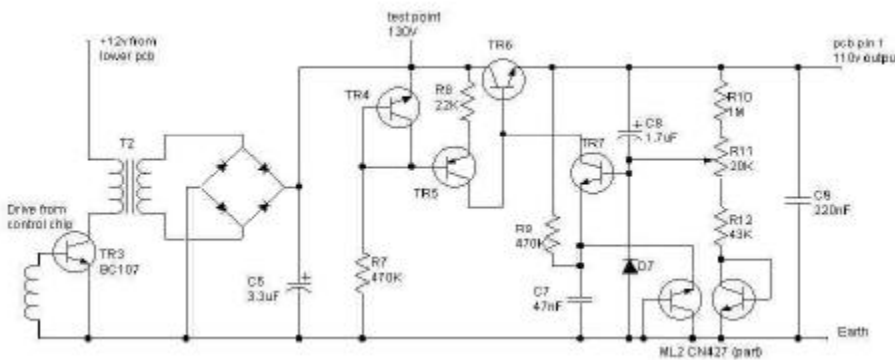 +12v from
lower pcb
test point
130V
TR6
pcb pin 1
110v output
TR4
R8
22K
R10
1M
C8
1.7uF
T2
TR7
R11
20K
TR5
Drive from
control chip
R9
470K
R12
43K
C9
220nF
TR3
BC107
R7
470K
D7
C5
3.3uF
C7
47nF
Earth
ML2 CN427 (part)